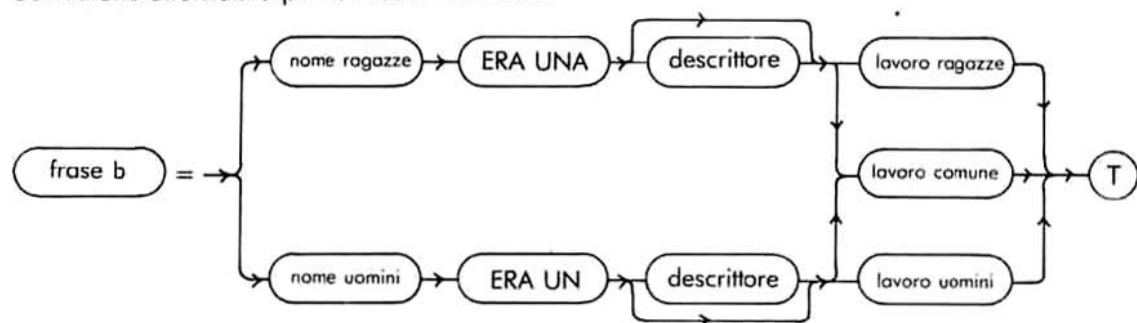 nome ragazze ERA UNA descrittore lavoro ragazze
frase b = lavoro comune T
nome uomini ERA UN descrittore lavoro uomini